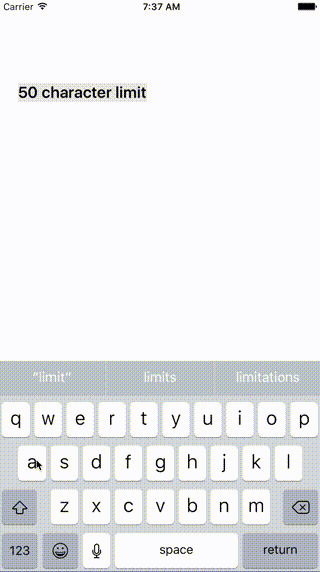 Carrier 7:37 AM
50 character limit
“limit” limits limitations
q w e r t y u i o p
a s d f g h j k l
z x c v b n m
123 space return